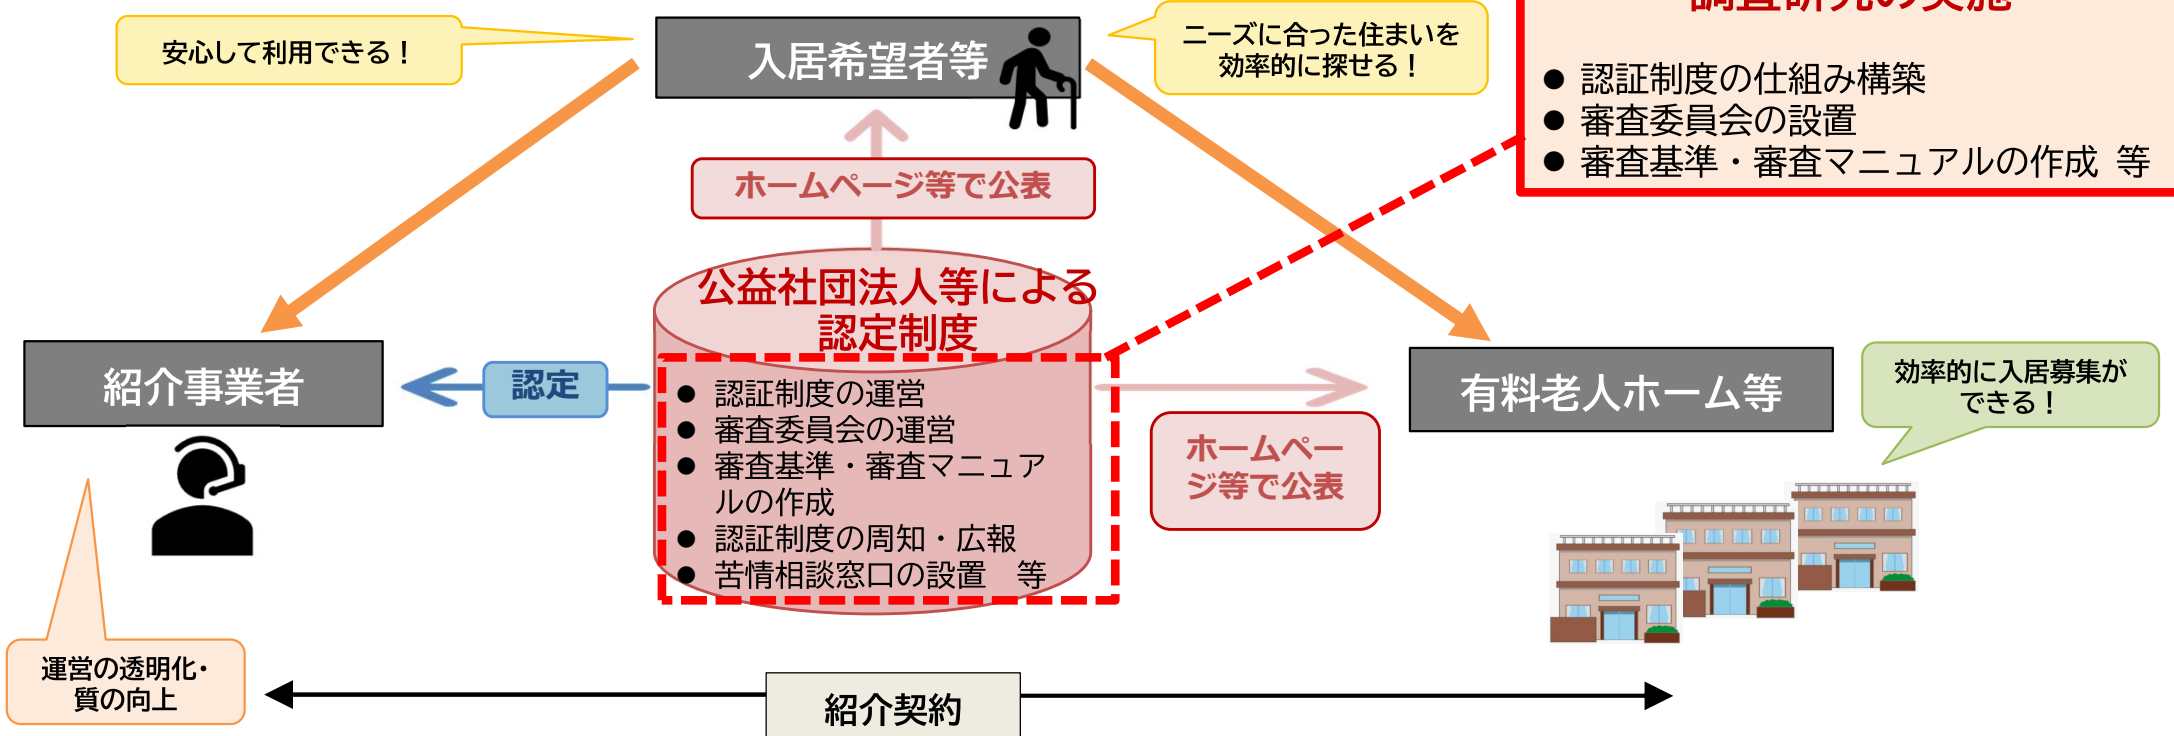 調査研究の実施
安心して利用できる！
入居希望者等
ニーズに合った住まいを
効率的に探せる！
● 認証制度の仕組み構築
● 審査委員会の設置
● 審査基準・審査マニュアルの作成 等
ホームページ等で公表
公益社団法人等による
認定制度
紹介事業者
認定
● 認証制度の運営
● 審査委員会の運営
● 審査基準・審査マニュア
ルの作成
● 認証制度の周知・広報
● 苦情相談窓口の設置 等
ホームペー
ジ等で公表
有料老人ホーム等
効率的に入居募集が
できる！
運営の透明化・
質の向上
紹介契約